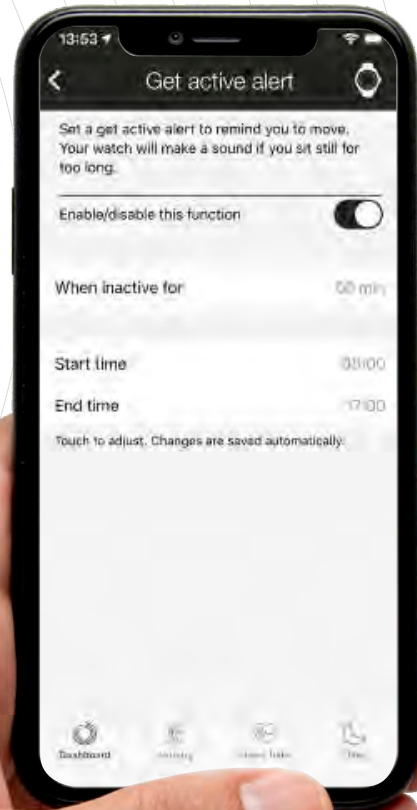 13:53
Get active alert
Set a get active alert to remind you to move.
Your watch will make a sound if you sit still for
too long.
Enable/disable this function
When inactive for
min
Start time
End time 17:00
Touch to adjust. Changes are saved automatically.
Dashboard